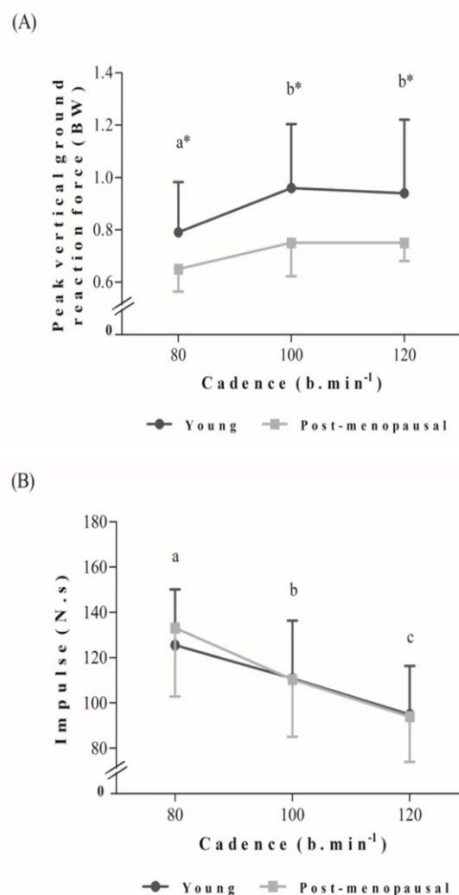 (A)
Peak vertical ground
reaction force (BW)
1.4
1.2
1.0
0.8
0.6
0
a*
b*
b*
80
100
120
Cadence (b.min-1)
Young
Post-menopausal
(B)
Impulse (N.s)
180
160
140
120
100
80
0
a
b
c
80
100
120
Cadence (b.min-1)
Young
Post-menopausal